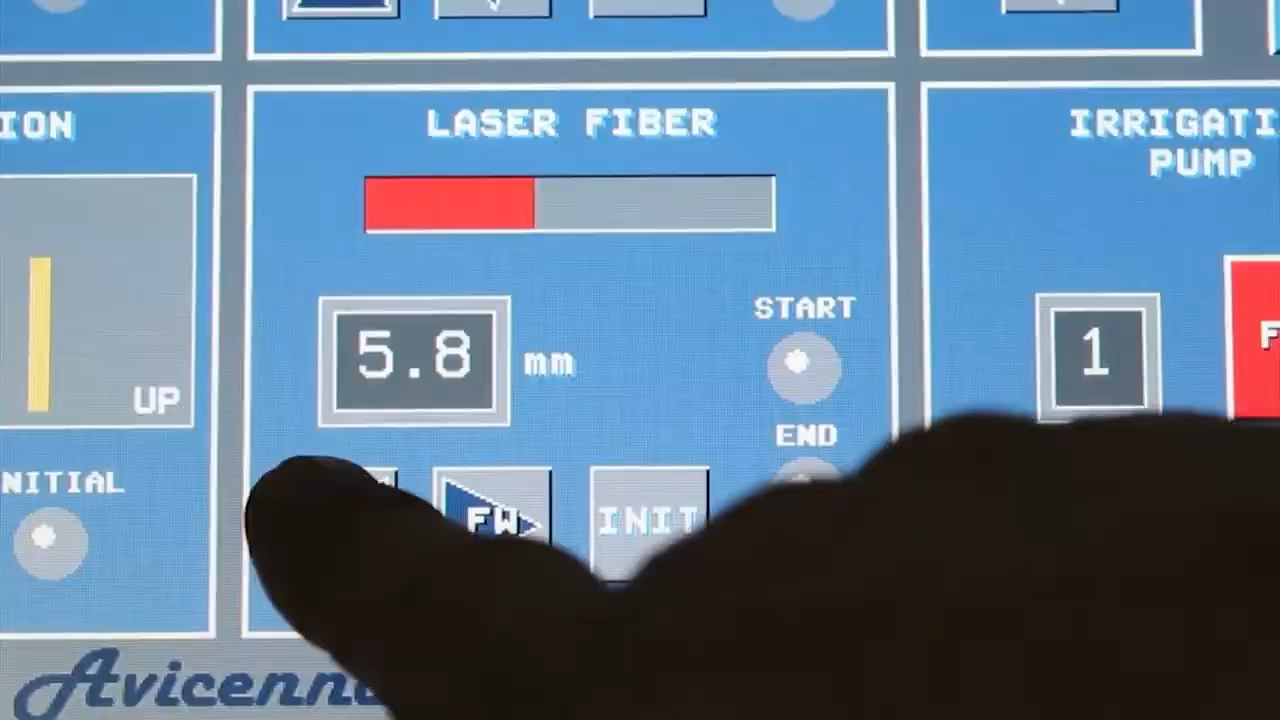 ION
LASER FIBER
IRRIGATI
PUMP
START
5.8 mm
1
F
UP
END
NITIAL
FW
INIT
Avicenn